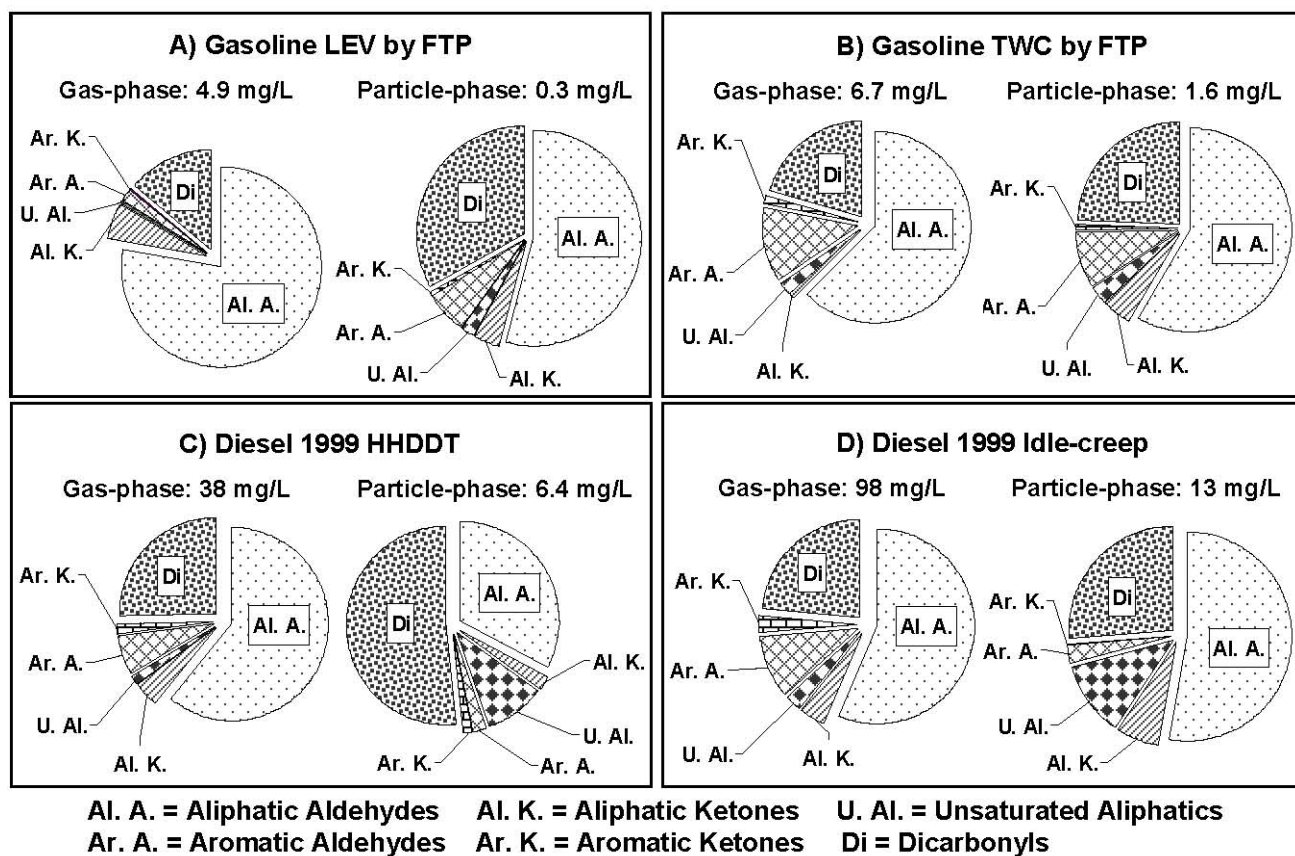 A) Gasoline LEV by FTP
Gas-phase: 4.9 mg/L
Particle-phase: 0.3 mg/L
Ar. K.
Ar. A.
U. Al.
Al. K.
Di
Al. A.
Di
Al. A.
Ar. K.
Ar. A.
U. Al.
Al. K.
B) Gasoline TWC by FTP
Gas-phase: 6.7 mg/L
Particle-phase: 1.6 mg/L
Ar. K.
Di
Al. A.
Ar. A.
U. Al.
Al. K.
Ar. K.
Di
Al. A.
Ar. A.
U. Al.
Al. K.
C) Diesel 1999 HHDDT
Gas-phase: 38 mg/L
Particle-phase: 6.4 mg/L
Ar. K.
Di
Al. A.
Ar. A.
U. Al.
Al. K.
Di
Al. A.
Al. K.
U. Al.
Ar. K.
Ar. A.
D) Diesel 1999 Idle-creep
Gas-phase: 98 mg/L
Particle-phase: 13 mg/L
Ar. K.
Di
Al. A.
Ar. A.
U. Al.
Al. K.
Di
Ar. K.
Ar. A.
Al. A.
U. Al.
Al. K.
Al. A. = Aliphatic Aldehydes Al. K. = Aliphatic Ketones U. Al. = Unsaturated Aliphatics
Ar. A. = Aromatic Aldehydes Ar. K. = Aromatic Ketones Di = Dicarbonyls